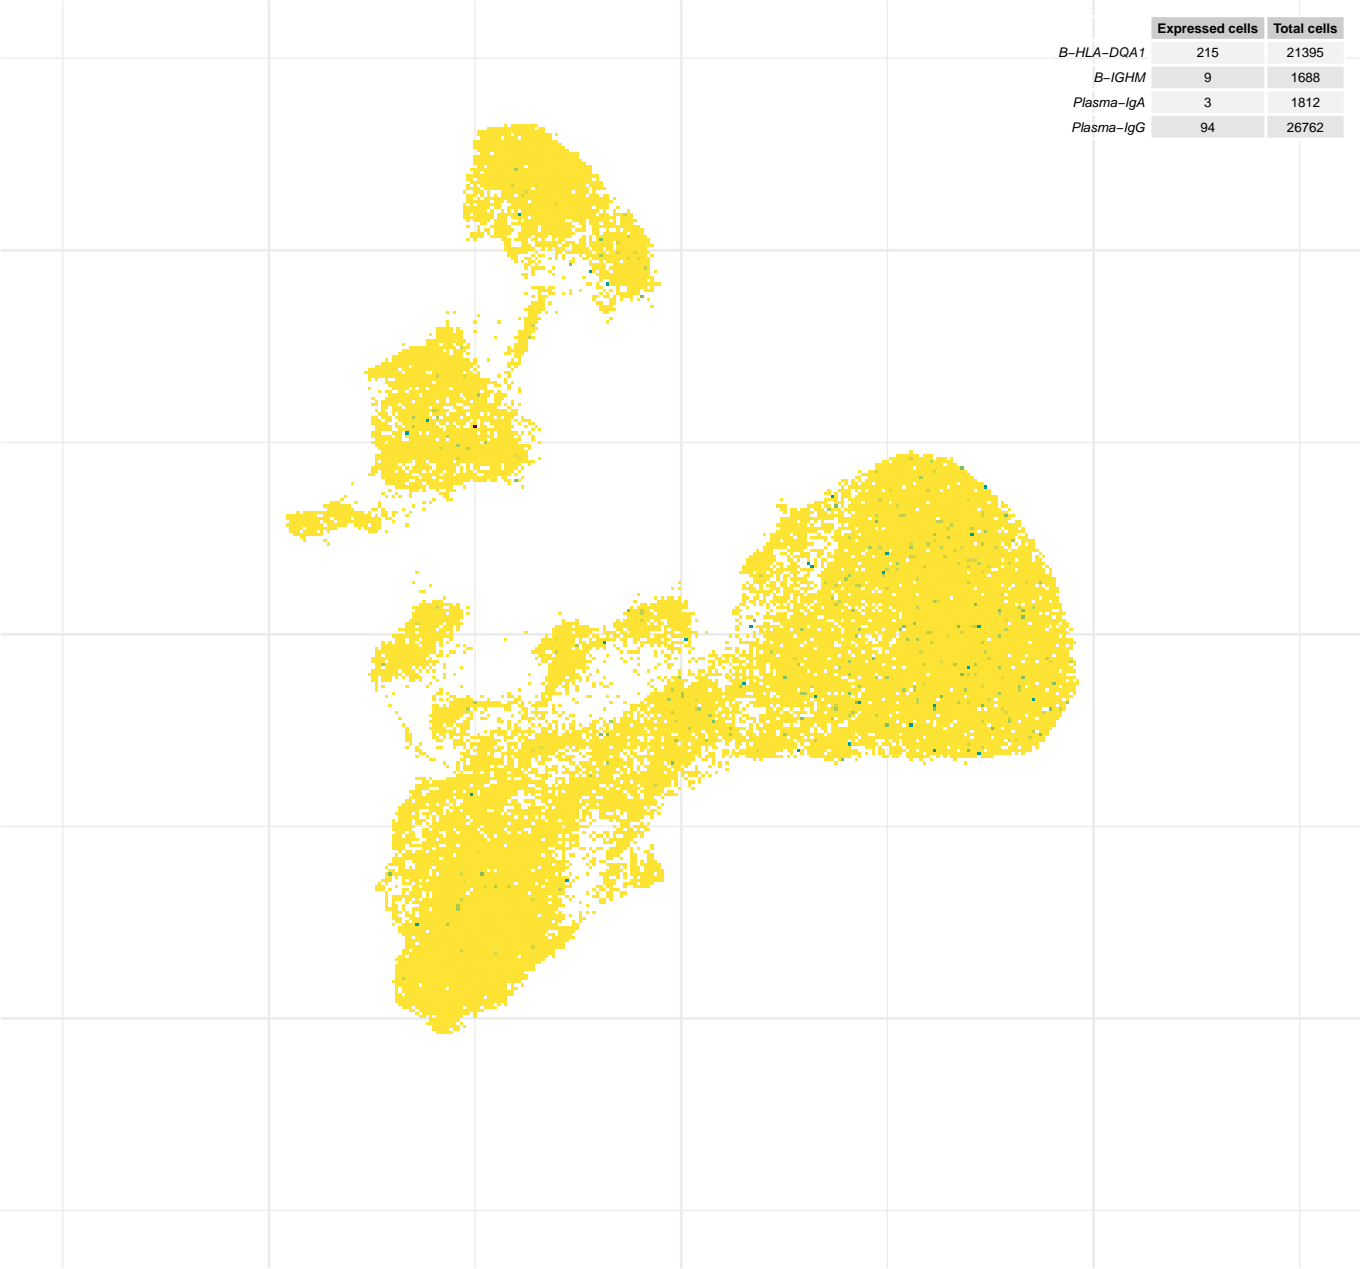 Expressed cells Total cells
B−HLA−DQA1 215 21395
B−IGHM 9 1688
Plasma−IgA 3 1812
Plasma−IgG 94 26762